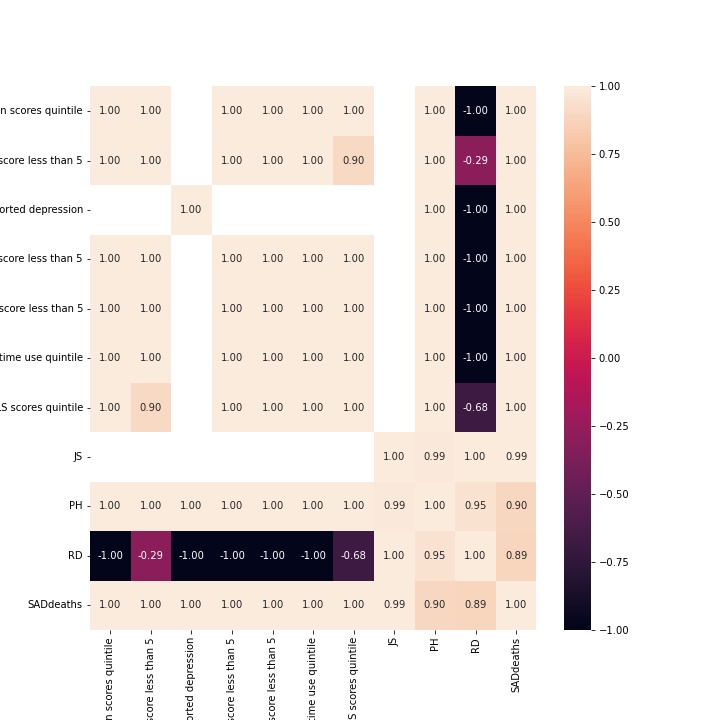 n scores quintile - 1.00 1.00 1.00 1.00 1.00 1.00 1.00 -1.00 1.00
score less than 5 - 1.00 1.00 1.00 1.00 1.00 0.90 1.00 -0.29 1.00
orted depression - 1.00 1.00 -1.00 1.00
score less than 5 - 1.00 1.00 1.00 1.00 1.00 1.00 1.00 -1.00 1.00
score less than 5 - 1.00 1.00 1.00 1.00 1.00 1.00 1.00 -1.00 1.00
time use quintile - 1.00 1.00 1.00 1.00 1.00 1.00 1.00 -1.00 1.00
S scores quintile - 1.00 0.90 1.00 1.00 1.00 1.00 1.00 -0.68 1.00
JS - 1.00 0.99 1.00 0.99
PH - 1.00 1.00 1.00 1.00 1.00 1.00 1.00 0.99 1.00 0.95 0.90
RD - -1.00 -0.29 -1.00 -1.00 -1.00 -1.00 -0.68 1.00 0.95 1.00 0.89
SADdeaths - 1.00 1.00 1.00 1.00 1.00 1.00 1.00 0.99 0.90 0.89 1.00
n scores quintile
score less than 5
orted depression
score less than 5
score less than 5
time use quintile
S scores quintile
JS
PH
RD
SADdeaths
1.00
0.75
0.50
0.25
0.00
−0.25
−0.50
−0.75
−1.00